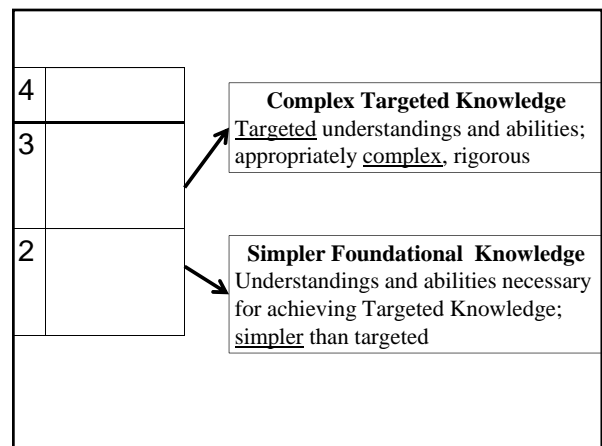 4
3
2
Complex Targeted Knowledge
Targeted understandings and abilities;
appropriately complex, rigorous
Simpler Foundational  Knowledge
Understandings and abilities necessary
for achieving Targeted Knowledge;
simpler than targeted